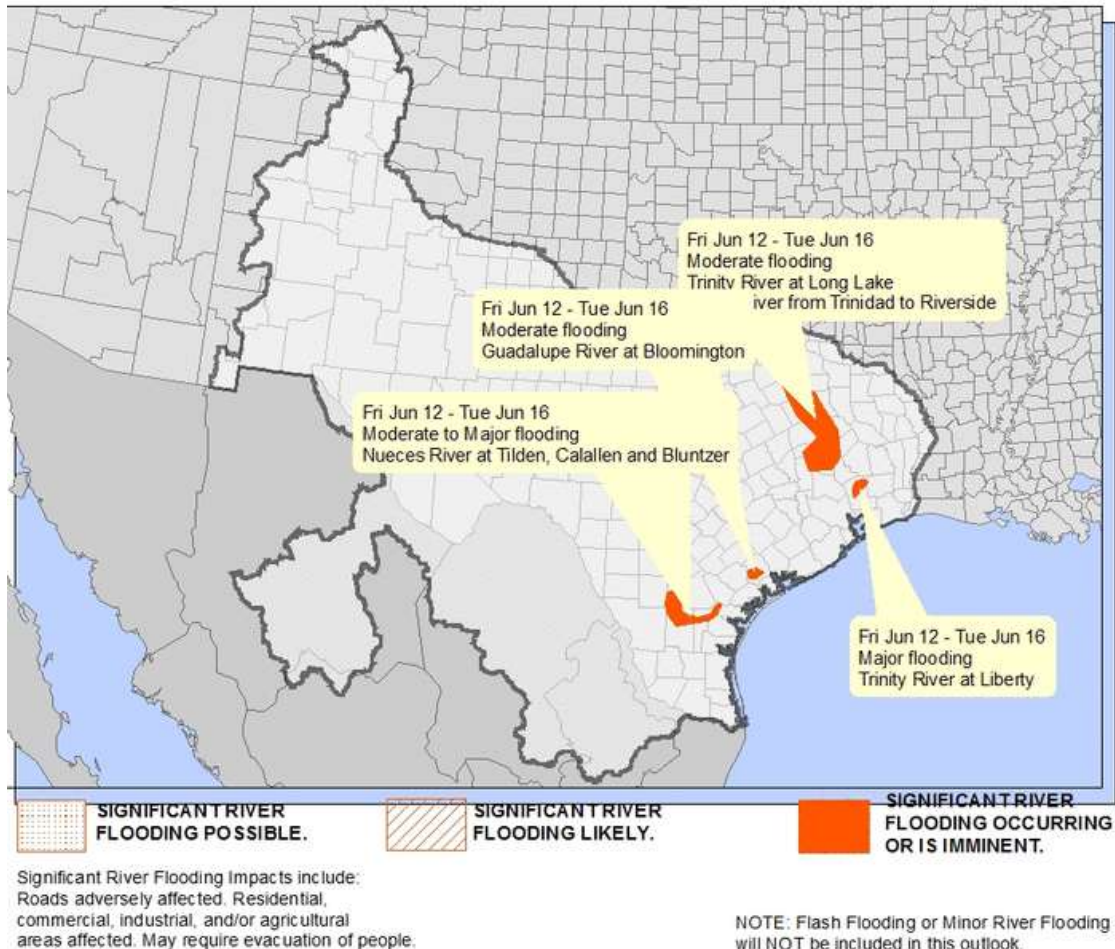 Fri Jun 12 - Tue Jun 16
Moderate flooding
Trinity River at Long Lake
iver from Trinidad to Riverside
Fri Jun 12 - Tue Jun 16
Moderate flooding
Guadalupe River at Bloomington
Fri Jun 12 - Tue Jun 16
Moderate to Major flooding
Nueces River at Tilden, Calallen and Bluntzer
Fri Jun 12 - Tue Jun 16
Major flooding
Trinity River at Liberty
SIGNIFICANT RIVER
FLOODING POSSIBLE.
SIGNIFICANT RIVER
FLOODING LIKELY.
SIGNIFICANT RIVER
FLOODING OCCURRING
OR IS IMMINENT.
Significant River Flooding Impacts include:
Roads adversely affected. Residential,
commercial, industrial, and/or agricultural
areas affected. May require evacuation of people.
NOTE: Flash Flooding or Minor River Flooding
will NOT be included in this outlook